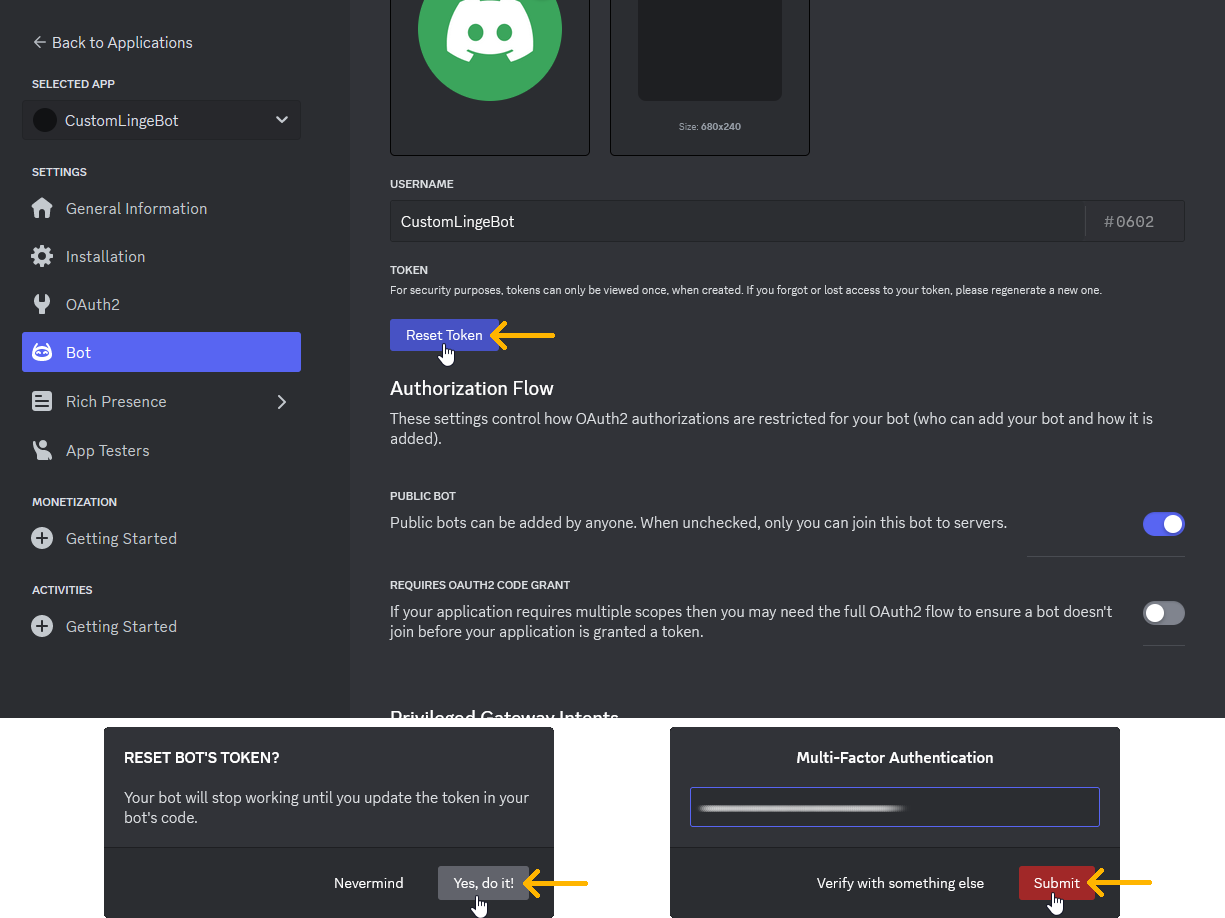 Back to Applications
SELECTED APP
CustomLingeBot
SETTINGS
General Information
Installation
OAuth2
Bot
Rich Presence
App Testers
MONETIZATION
Getting Started
ACTIVITIES
Getting Started
Size: 680x240
USERNAME
CustomLingeBot #0602
TOKEN
For security purposes, tokens can only be viewed once, when created. If you forgot or lost access to your token, please regenerate a new one.
Reset Token
Authorization Flow
These settings control how OAuth2 authorizations are restricted for your bot (who can add your bot and how it is
added).
PUBLIC BOT
Public bots can be added by anyone. When unchecked, only you can join this bot to servers.
REQUIRES OAUTH2 CODE GRANT
If your application requires multiple scopes then you may need the full OAuth2 flow to ensure a bot doesn't
join before your application is granted a token.
Privileged Gateway Intents
RESET BOT'S TOKEN?
Your bot will stop working until you update the token in your
bot's code.
Nevermind
Yes, do it!
Multi-Factor Authentication
Verify with something else
Submit